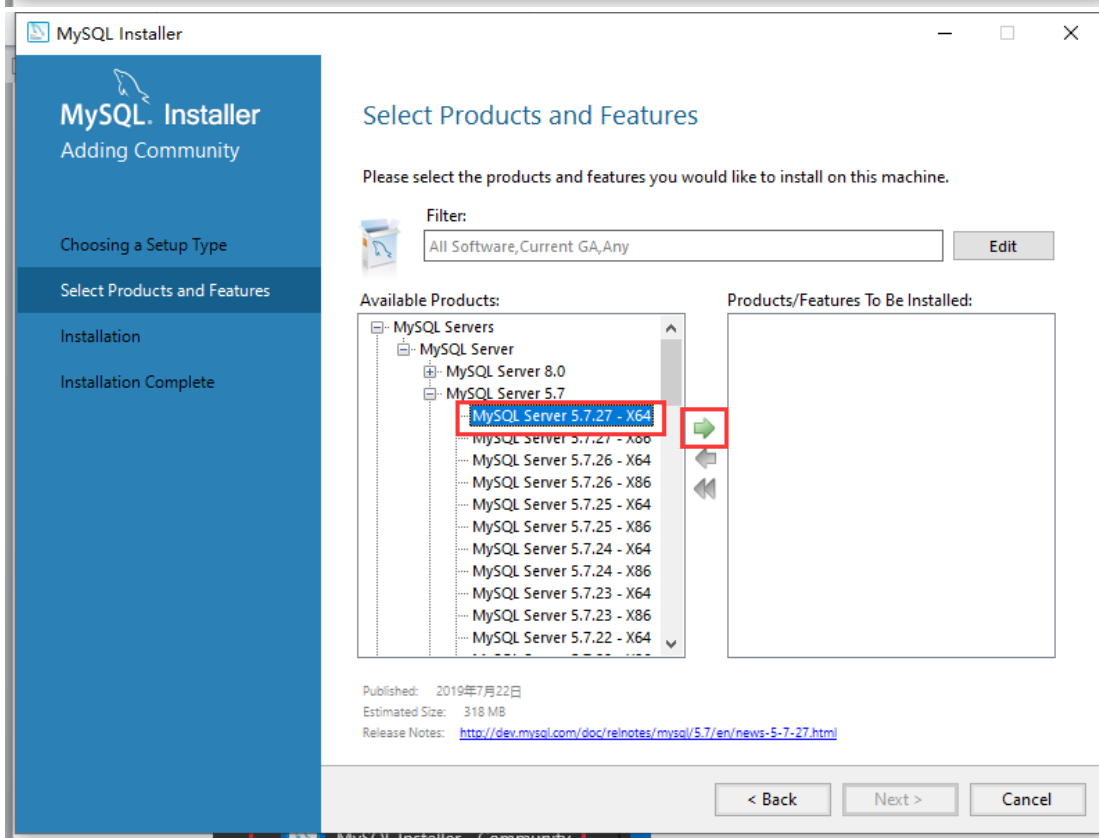 MySQL Installer
MySQL. Installer
Adding Community
Choosing a Setup Type
Select Products and Features
Installation
Installation Complete
Select Products and Features
Please select the products and features you would like to install on this machine.
Filter:
All Software,Current GA,Any
Edit
Available Products:
MySQL Servers
MySQL Server
MySQL Server 8.0
MySQL Server 5.7
MySQL Server 5.7.27 - X64
MySQL Server 5.7.27 - X86
MySQL Server 5.7.26 - X64
MySQL Server 5.7.26 - X86
MySQL Server 5.7.25 - X64
MySQL Server 5.7.25 - X86
MySQL Server 5.7.24 - X64
MySQL Server 5.7.24 - X86
MySQL Server 5.7.23 - X64
MySQL Server 5.7.23 - X86
MySQL Server 5.7.22 - X64
Products/Features To Be Installed:
Published: 2019年7月22日
Estimated Size: 318 MB
Release Notes: http://dev.mysql.com/doc/relnotes/mysql/5.7/en/news-5-7-27.html
< Back
Next >
Cancel
MySQL Installer - Community